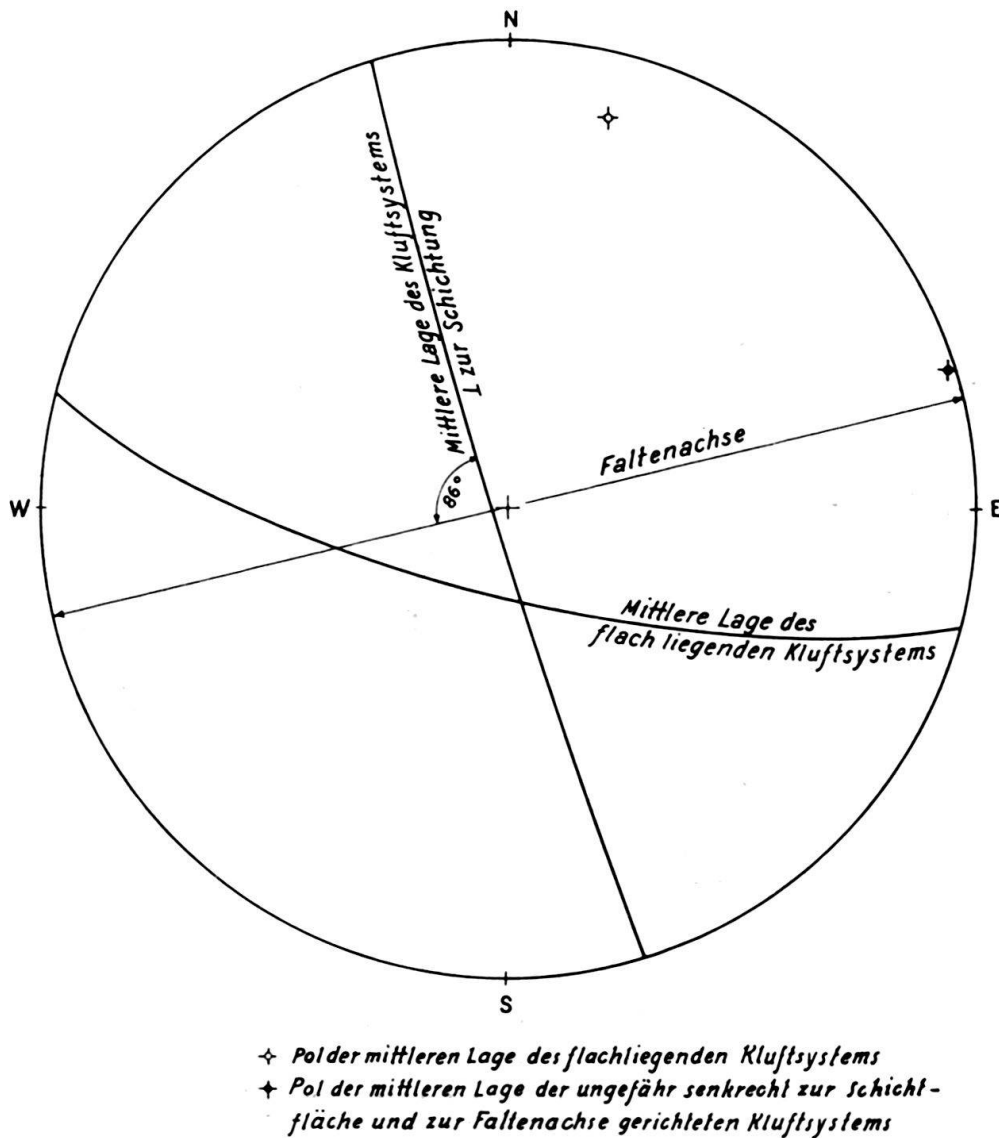 N
Mittlere Lage des Kluftsystems
⊥ zur Schichtung
86°
Faltenachse
W
E
Mittlere Lage des
flach liegenden Kluftsystems
S
Pol der mittleren Lage des flachliegenden Kluftsystems
Pol der mittleren Lage der ungefähr senkrecht zur Schicht-
fläche und zur Faltenachse gerichteten Kluftsystems